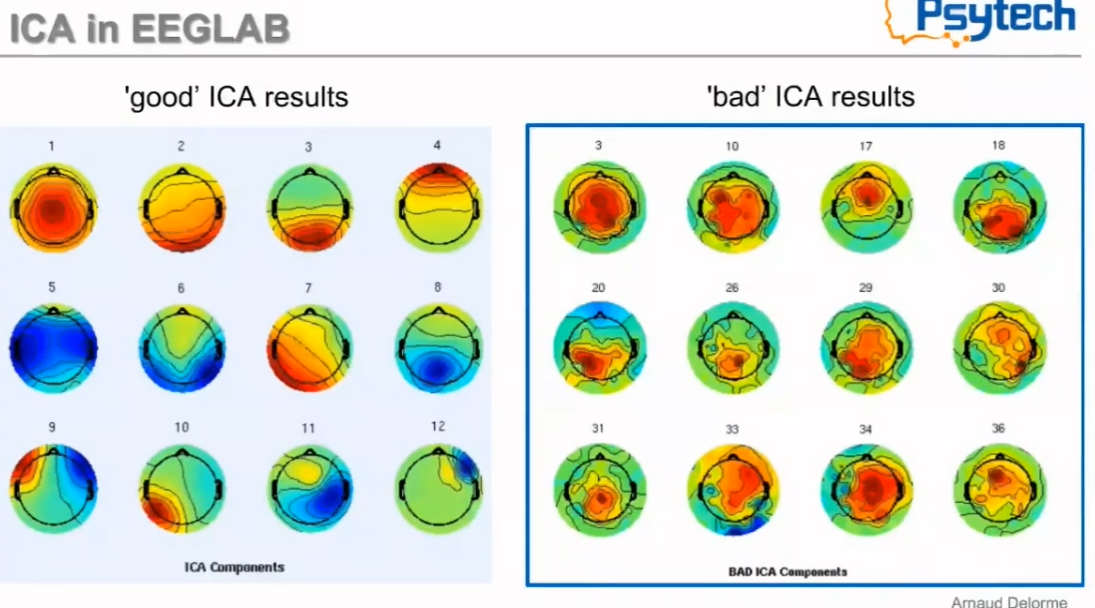 ICA in EEGLAB
Psytech
'good' ICA results
'bad' ICA results
1 2 3 4
5 6 7 8
9 10 11 12
ICA Components
3 10 17 18
20 26 29 30
31 33 34 36
BAD ICA Components
Arnaud Delorme